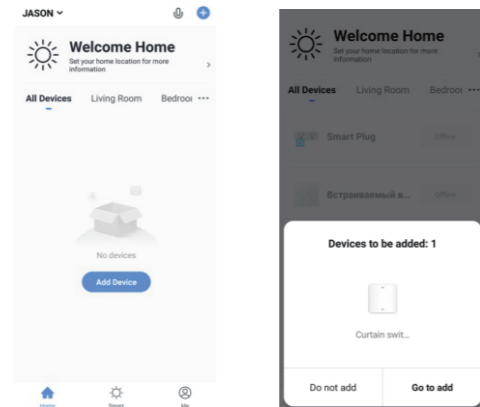 JASON
Welcome Home
Set your home location for more
information
All Devices Living Room Bedroor ...
No devices
Add Device
Home Smart Me
Welcome Home
Set your home location for more
information
All Devices Living Room Bedroor ...
Smart Plug Offline
Встраиваемый в... Offline
Devices to be added: 1
Curtain swit...
Do not add Go to add